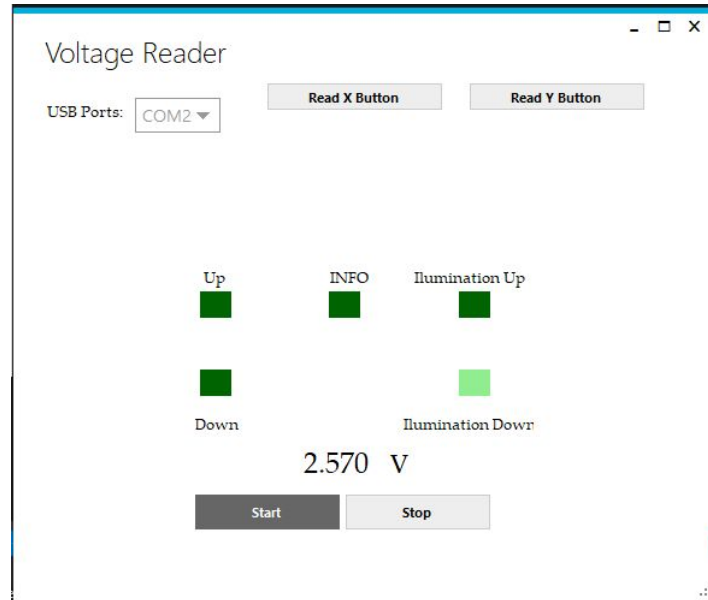 Voltage Reader
USB Ports:
COM2
Read X Button
Read Y Button
Up
INFO
Ilumination Up
Down
Ilumination Down
2.570 V
Start
Stop